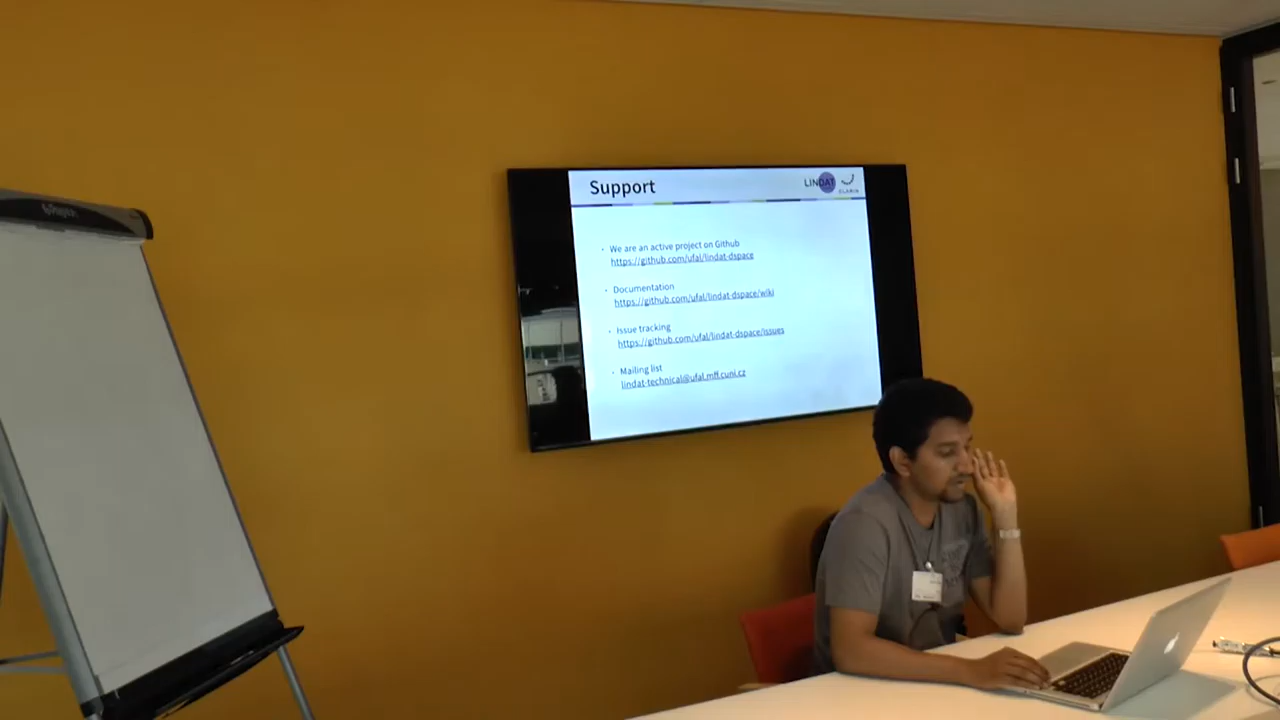 Support
LINDAT
CLARIN
· We are an active project on Github
https://github.com/ufal/lindat-dspace
· Documentation
https://github.com/ufal/lindat-dspace/wiki
· Issue tracking
https://github.com/ufal/lindat-dspace/issues
· Mailing list
lindat-technical@ufal.mff.cuni.cz